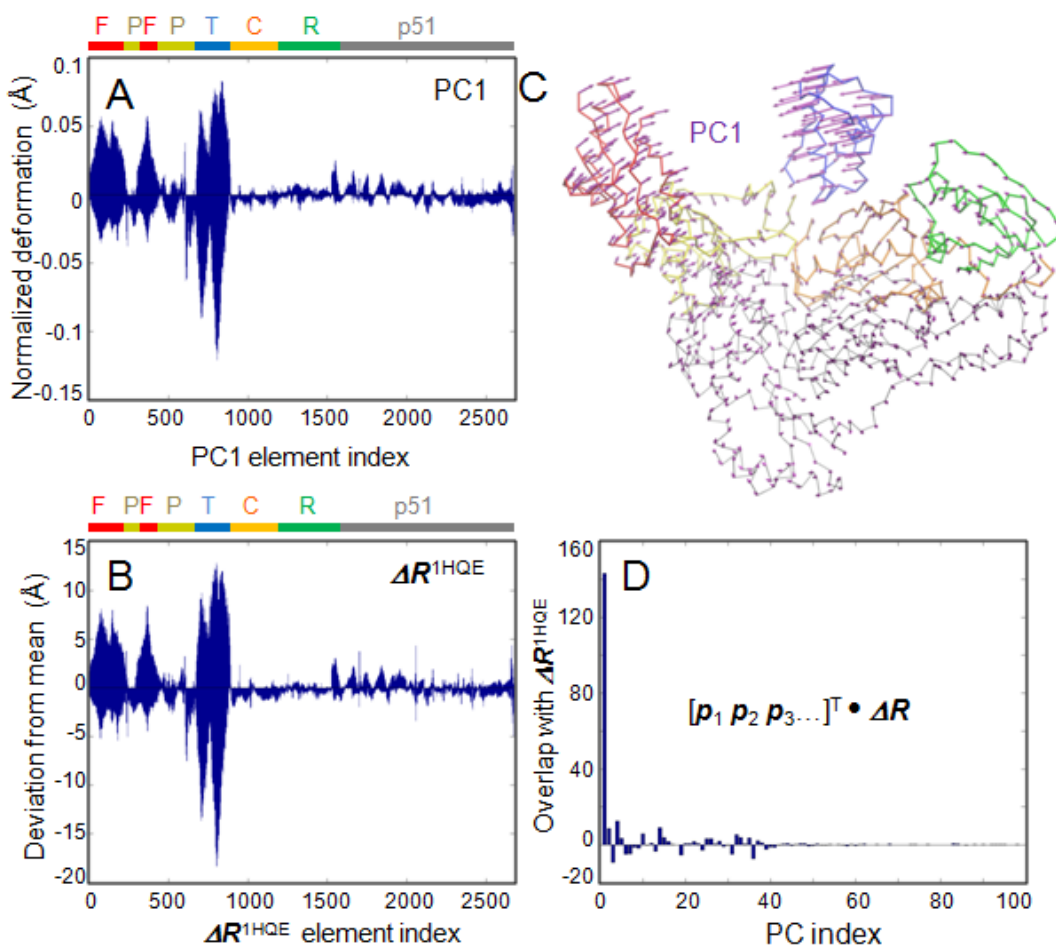 F P F P T C R p51
A
PC1
0.1
0.05
0
-0.05
-0.1
-0.15
0 500 1000 1500 2000 2500
Normalized deformation (Å)
PC1 element index
C
PC1
F P F P T C R p51
B
ΔR¹ᴴQᴱ
15
10
5
0
-5
-10
-15
-20
0 500 1000 1500 2000 2500
Deviation from mean (Å)
ΔR¹ᴴQᴱ element index
D
160
120
80
40
0
-20
0 20 40 60 80 100
Overlap with ΔR¹ᴴQᴱ
[p₁ p₂ p₃...]ᵀ • ΔR
PC index